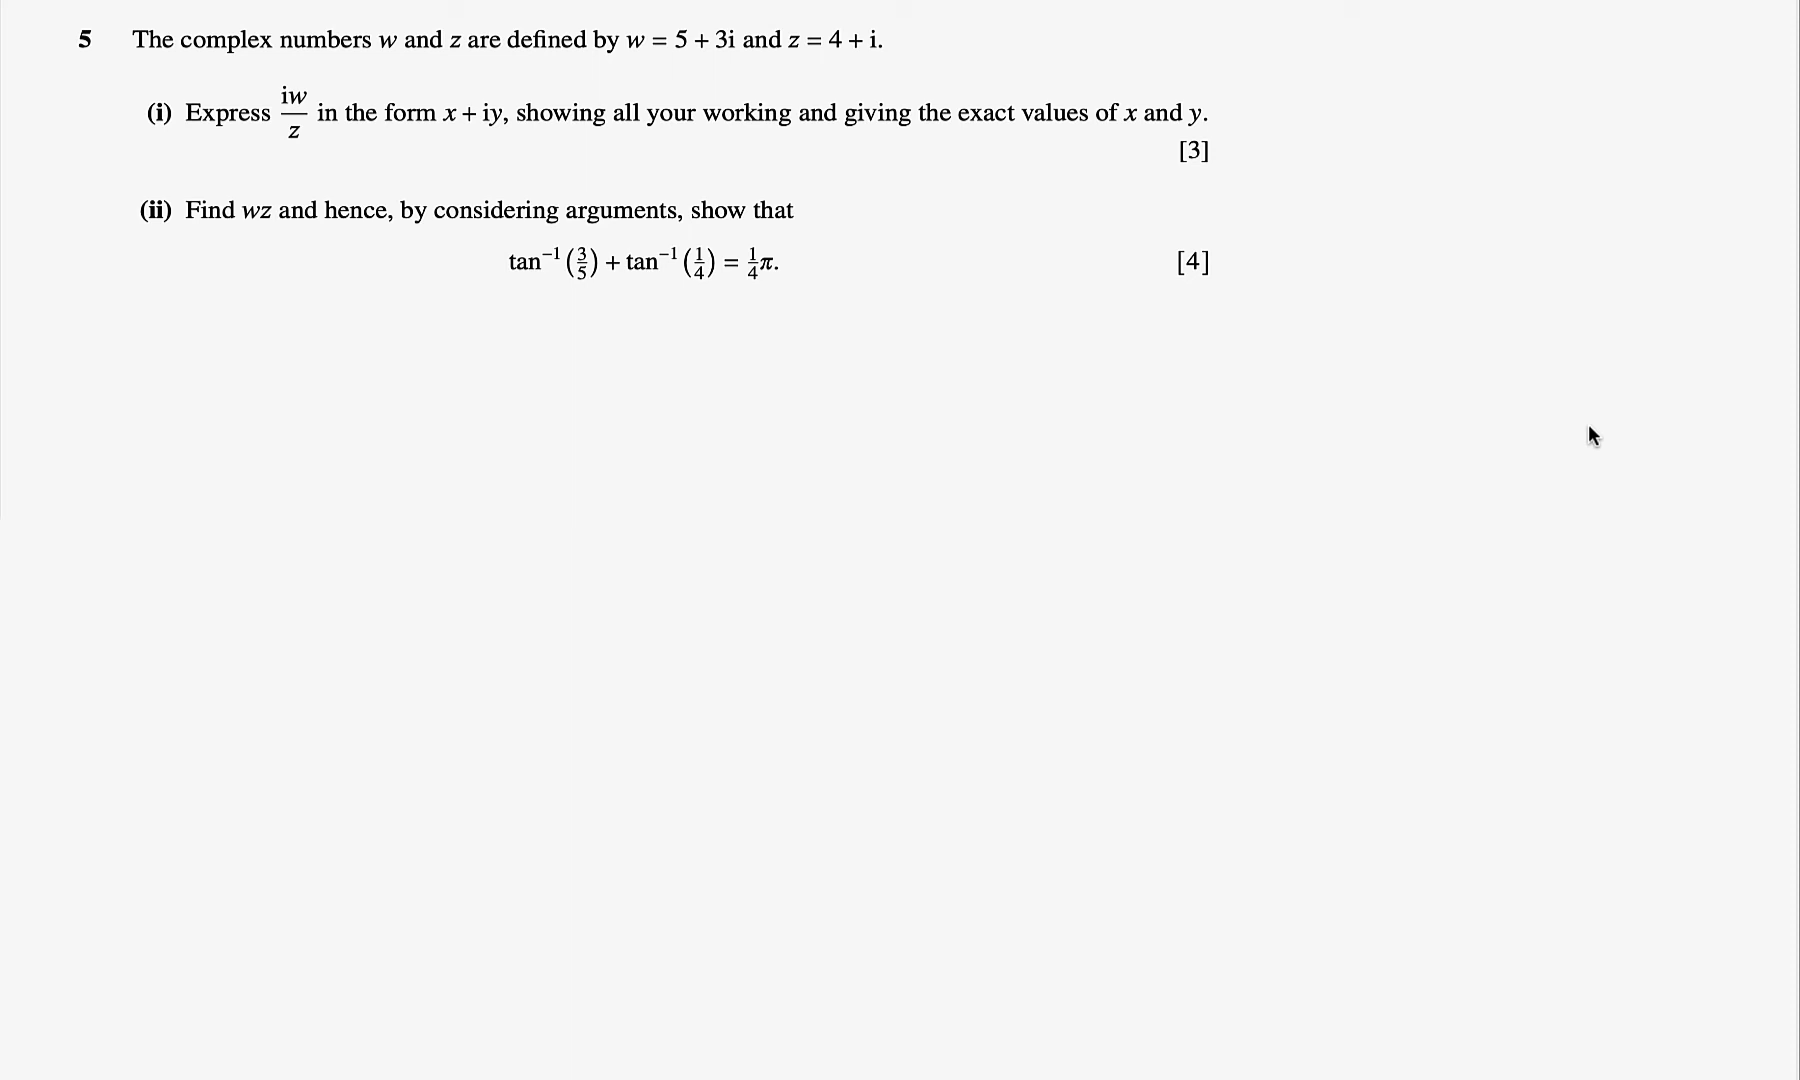 5 The complex numbers w and z are defined by w = 5 + 3i and z = 4 + i.
(i) Express iw/z in the form x + iy, showing all your working and giving the exact values of x and y.
[3]
(ii) Find wz and hence, by considering arguments, show that
tan⁻¹(3/5) + tan⁻¹(1/4) = 1/4 π. [4]